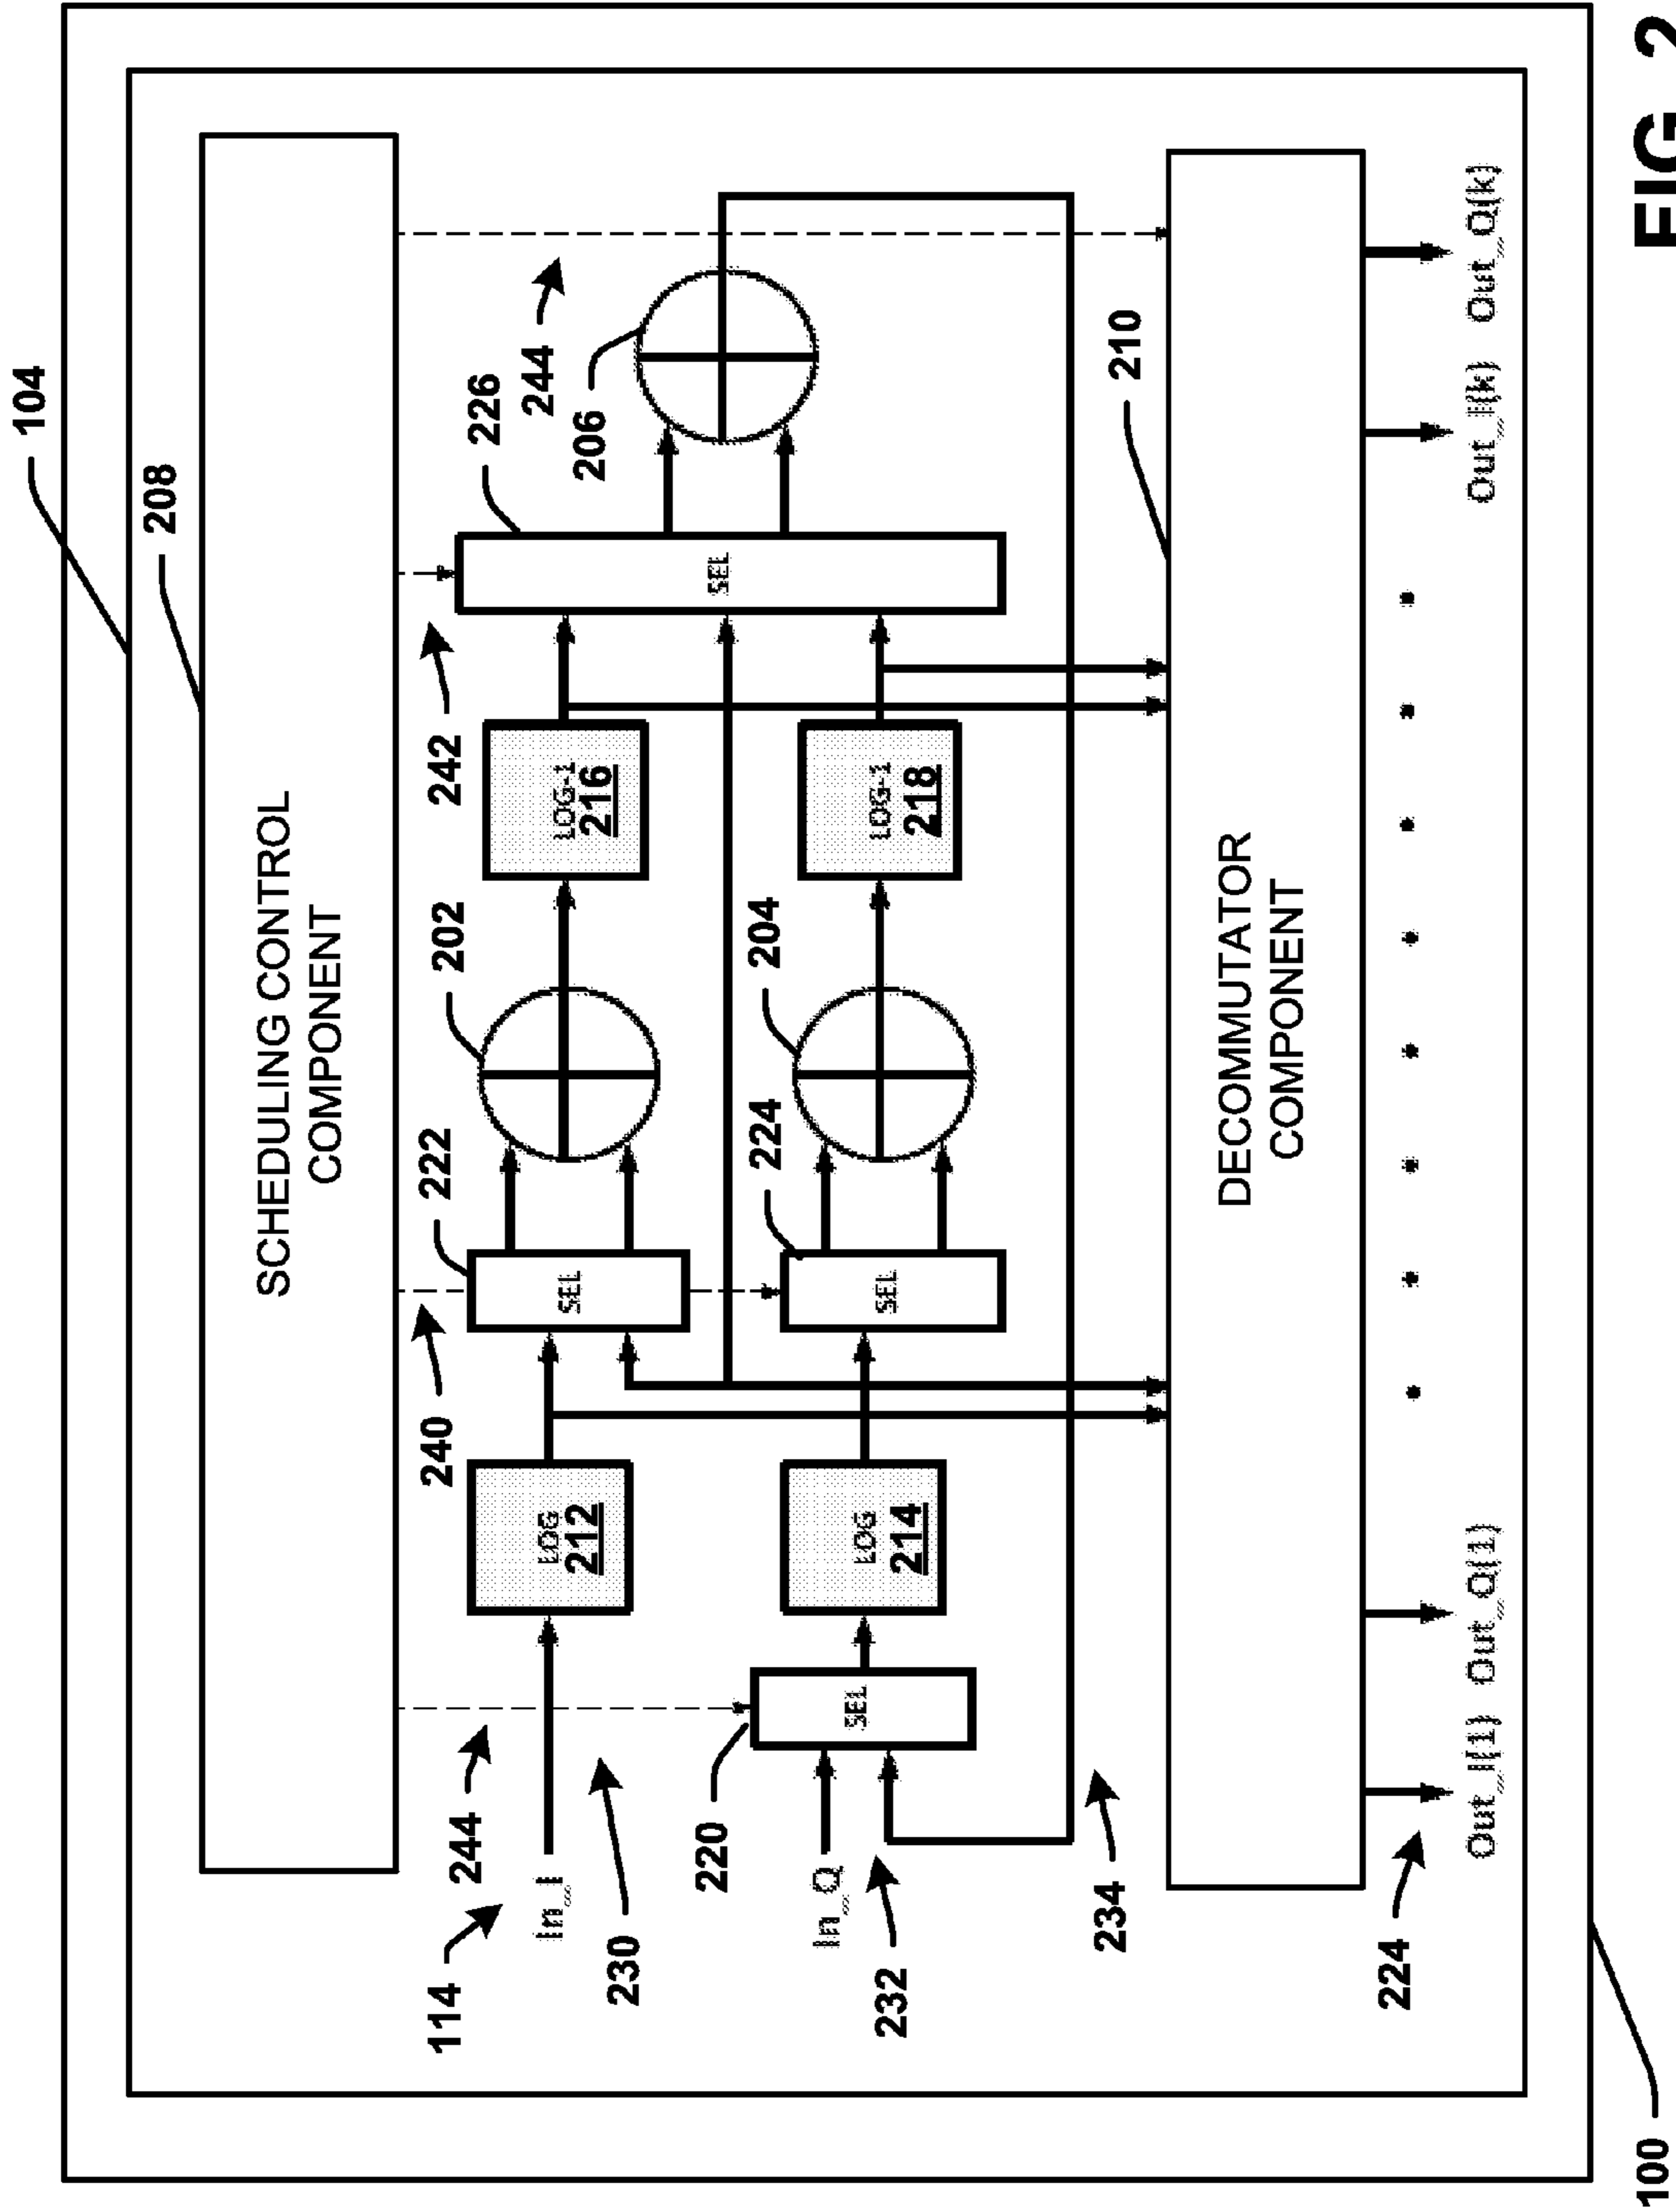 104
208
SCHEDULING CONTROL
COMPONENT
114
244
240
222
202
242
226
244
206
In_I
LOG
212
SEL
LOG-1
216
SEL
230
220
224
204
210
In_Q
SEL
LOG
214
SEL
LOG-1
218
232
234
DECOMMUTATOR
COMPONENT
224
Out_I(1) Out_Q(1)
Out_I(k) Out_Q(k)
100
FIG. 2